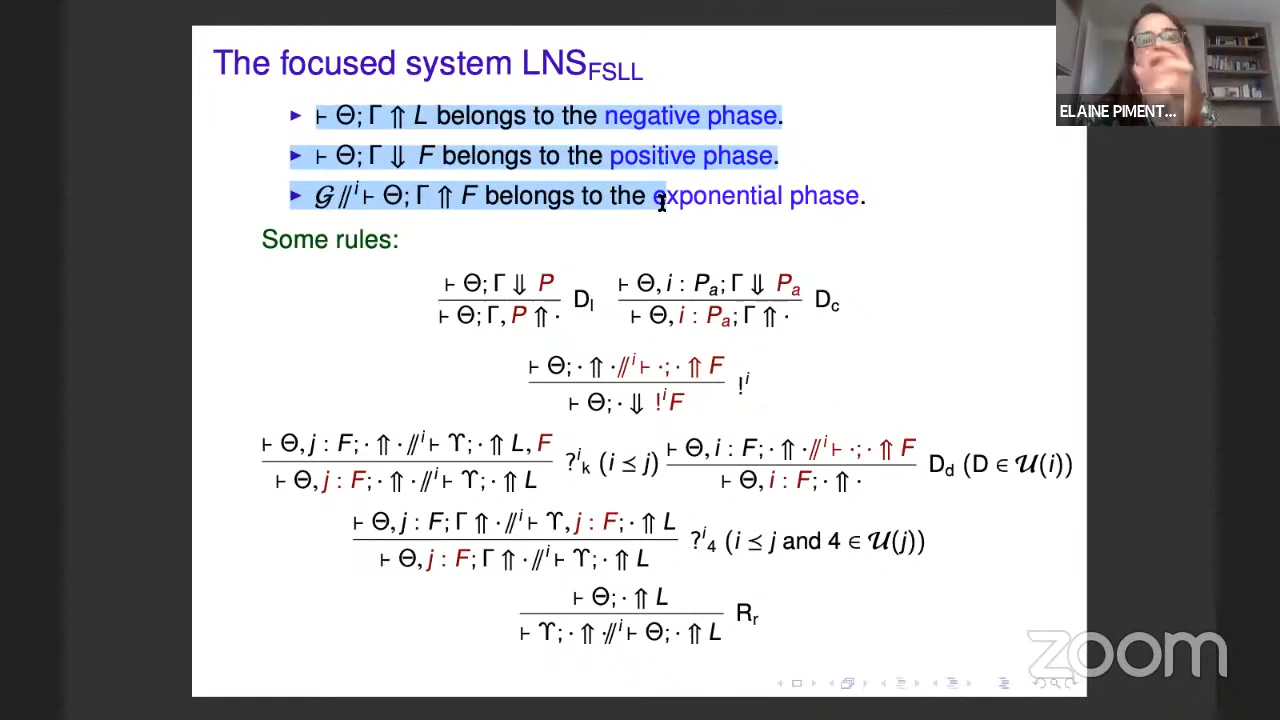 The focused system LNS_FSLL
ELAINE PIMENT...
▸ ⊢ Θ; Γ ⇑ L belongs to the negative phase.
▸ ⊢ Θ; Γ ⇓ F belongs to the positive phase.
▸ 𝒢 //^i ⊢ Θ; Γ ⇑ F belongs to the exponential phase.
Some rules:
⊢ Θ; Γ ⇓ P
⊢ Θ; Γ, P ⇑ · D_l
⊢ Θ, i : P_a; Γ ⇓ P_a
⊢ Θ, i : P_a; Γ ⇑ · D_c
⊢ Θ; · ⇑ · //^i ⊢ ·; · ⇑ F
⊢ Θ; · ⇓ !^i F !^i
⊢ Θ, j : F; · ⇑ · //^i ⊢ ϒ; · ⇑ L, F
⊢ Θ, j : F; · ⇑ · //^i ⊢ ϒ; · ⇑ L ?^i_k (i ⪯ j)
⊢ Θ, i : F; · ⇑ · //^i ⊢ ·; · ⇑ F
⊢ Θ, i : F; · ⇑ · D_d (D ∈ 𝒰(i))
⊢ Θ, j : F; Γ ⇑ · //^i ⊢ ϒ, j : F; · ⇑ L
⊢ Θ, j : F; Γ ⇑ · //^i ⊢ ϒ; · ⇑ L ?^i_4 (i ⪯ j and 4 ∈ 𝒰(j))
⊢ Θ; · ⇑ L
⊢ ϒ; · ⇑ · //^i ⊢ Θ; · ⇑ L R_r
zoom